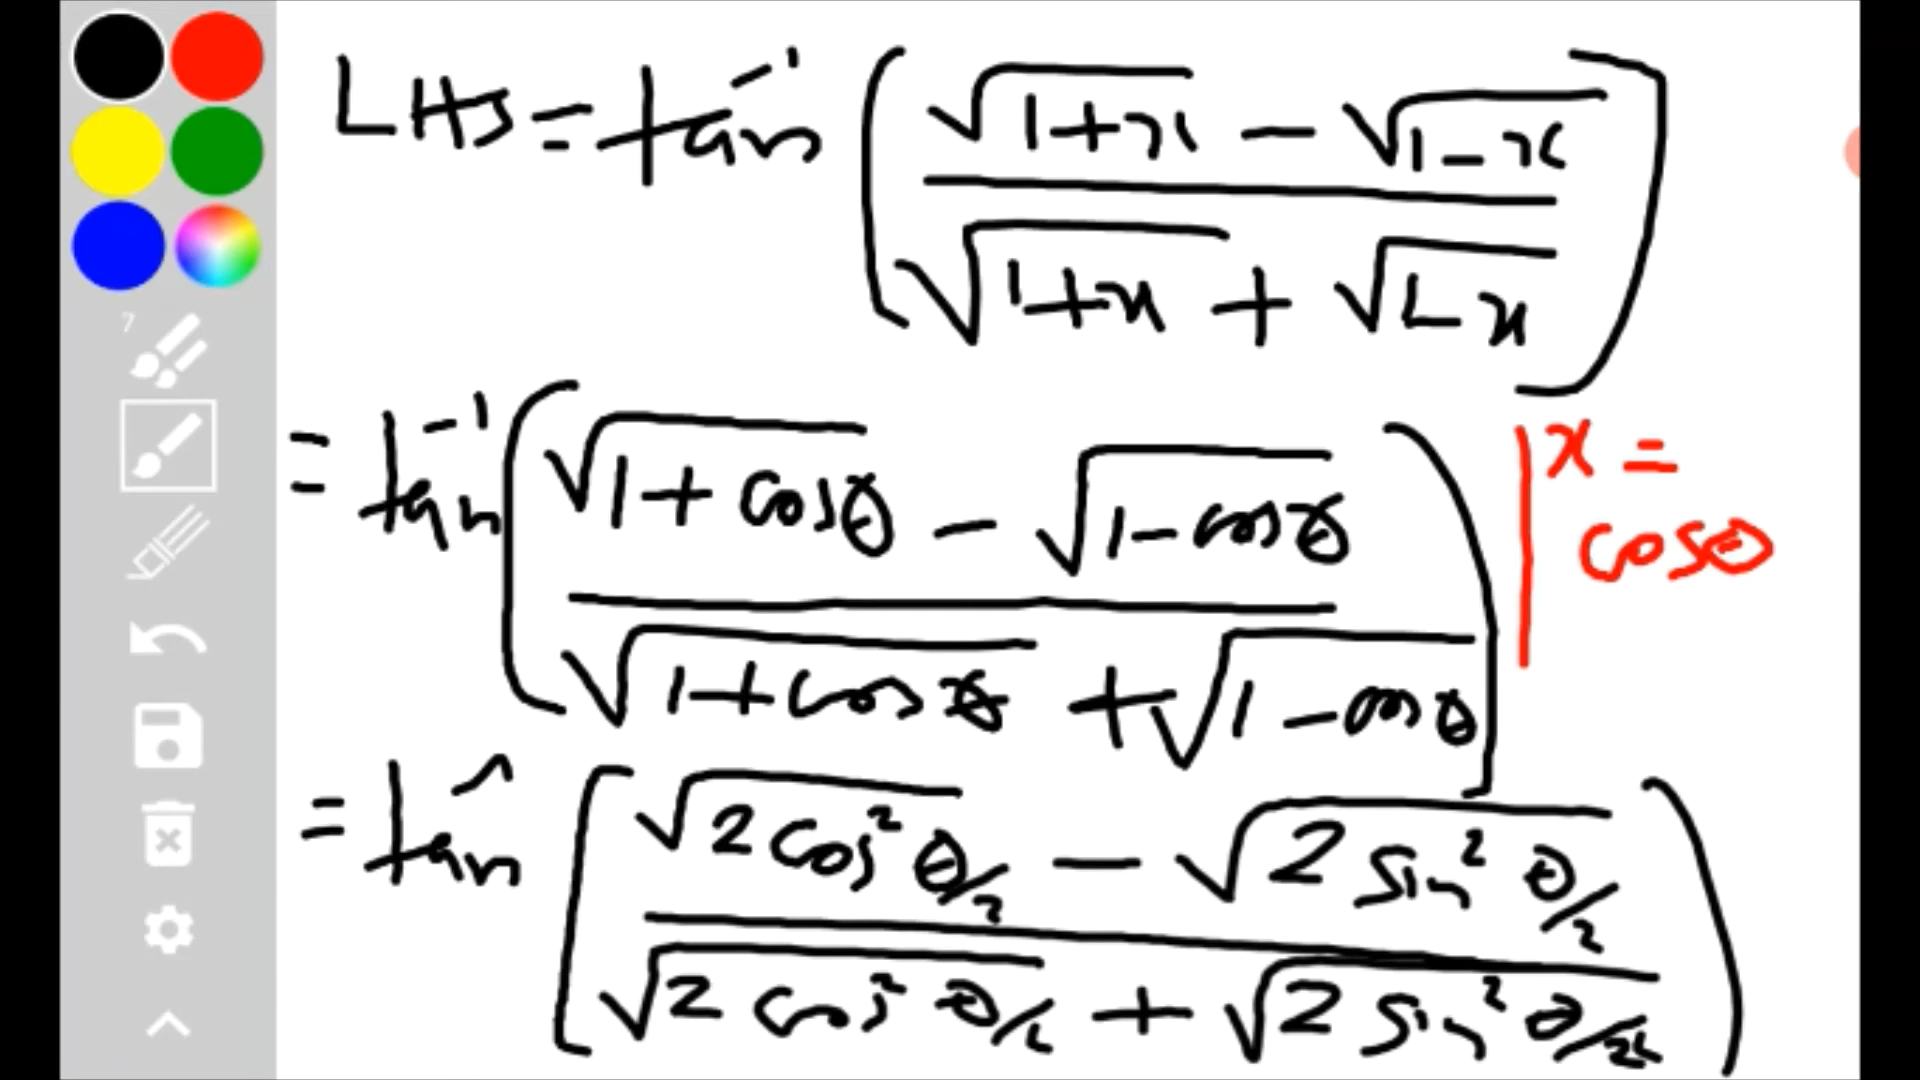 LHS = tan⁻¹ ( (√(1+x) − √(1−x)) / (√(1+x) + √(1−x)) )
= tan⁻¹ ( (√(1+cosθ) − √(1−cosθ)) / (√(1+cosθ) + √(1−cosθ)) ) | x = cosθ
= tan⁻¹ ( (√(2cos²θ/2) − √(2sin²θ/2)) / (√(2cos²θ/2) + √(2sin²θ/2)) )
7